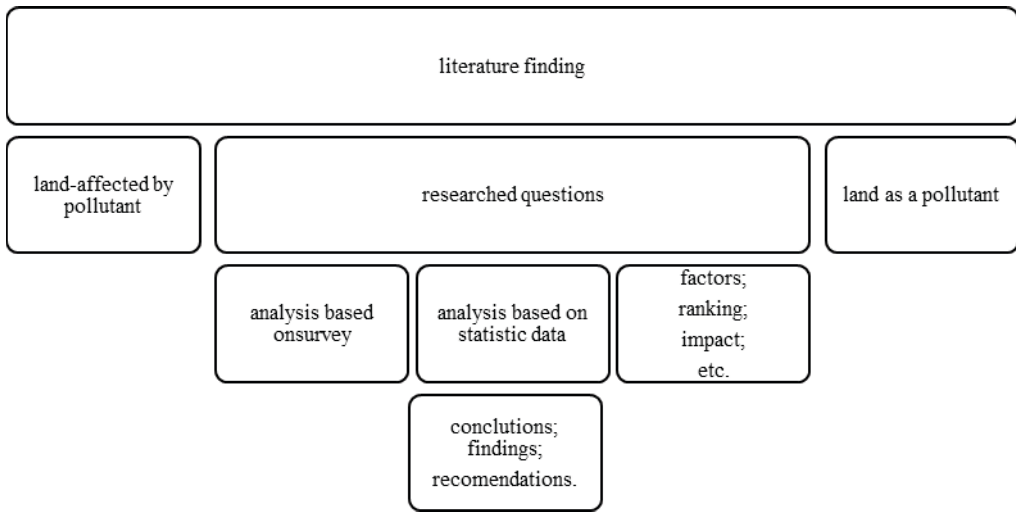 literature finding
land-affected by
pollutant
researched questions
land as a pollutant
analysis based
onsurvey
analysis based on
statistic data
factors;
ranking;
impact;
etc.
conclutions;
findings;
recomendations.